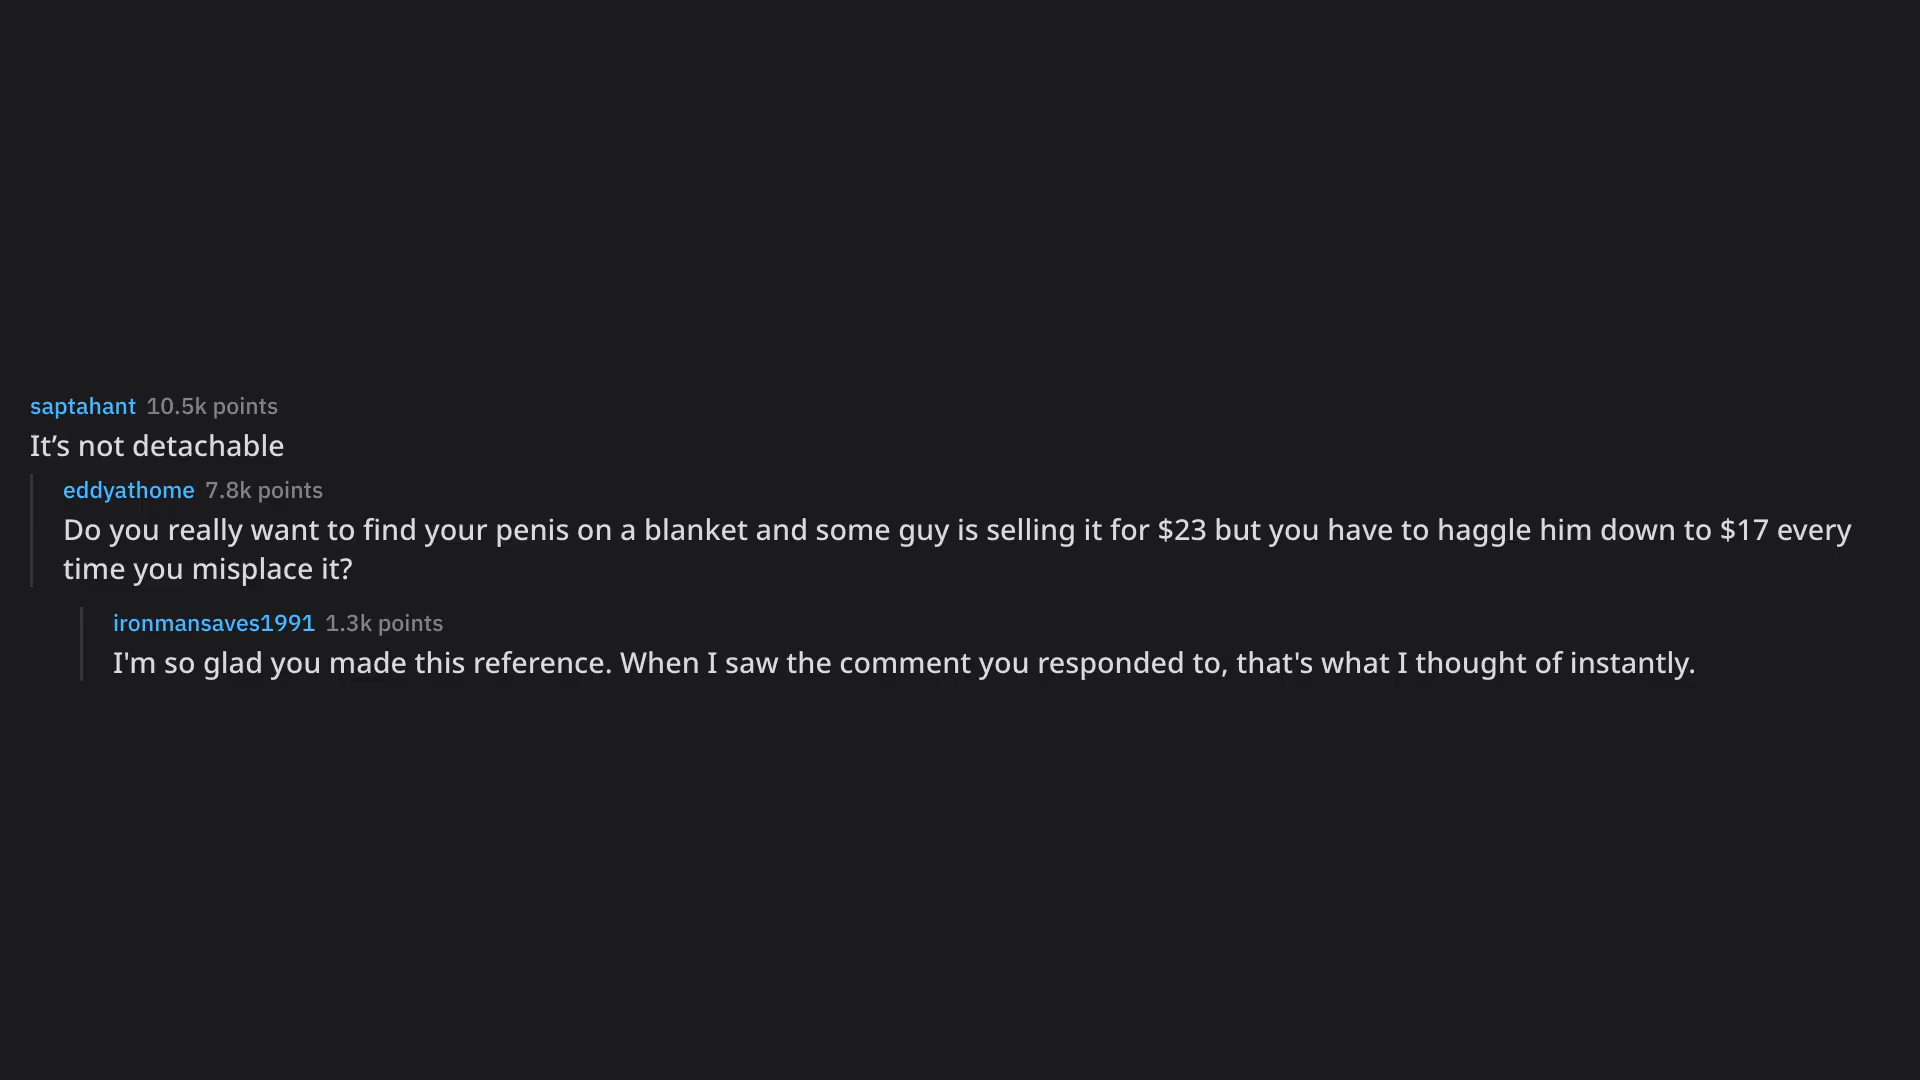 saptahant 10.5k points
It’s not detachable
eddyathome 7.8k points
Do you really want to find your penis on a blanket and some guy is selling it for $23 but you have to haggle him down to $17 every
time you misplace it?
ironmansaves1991 1.3k points
I'm so glad you made this reference. When I saw the comment you responded to, that's what I thought of instantly.